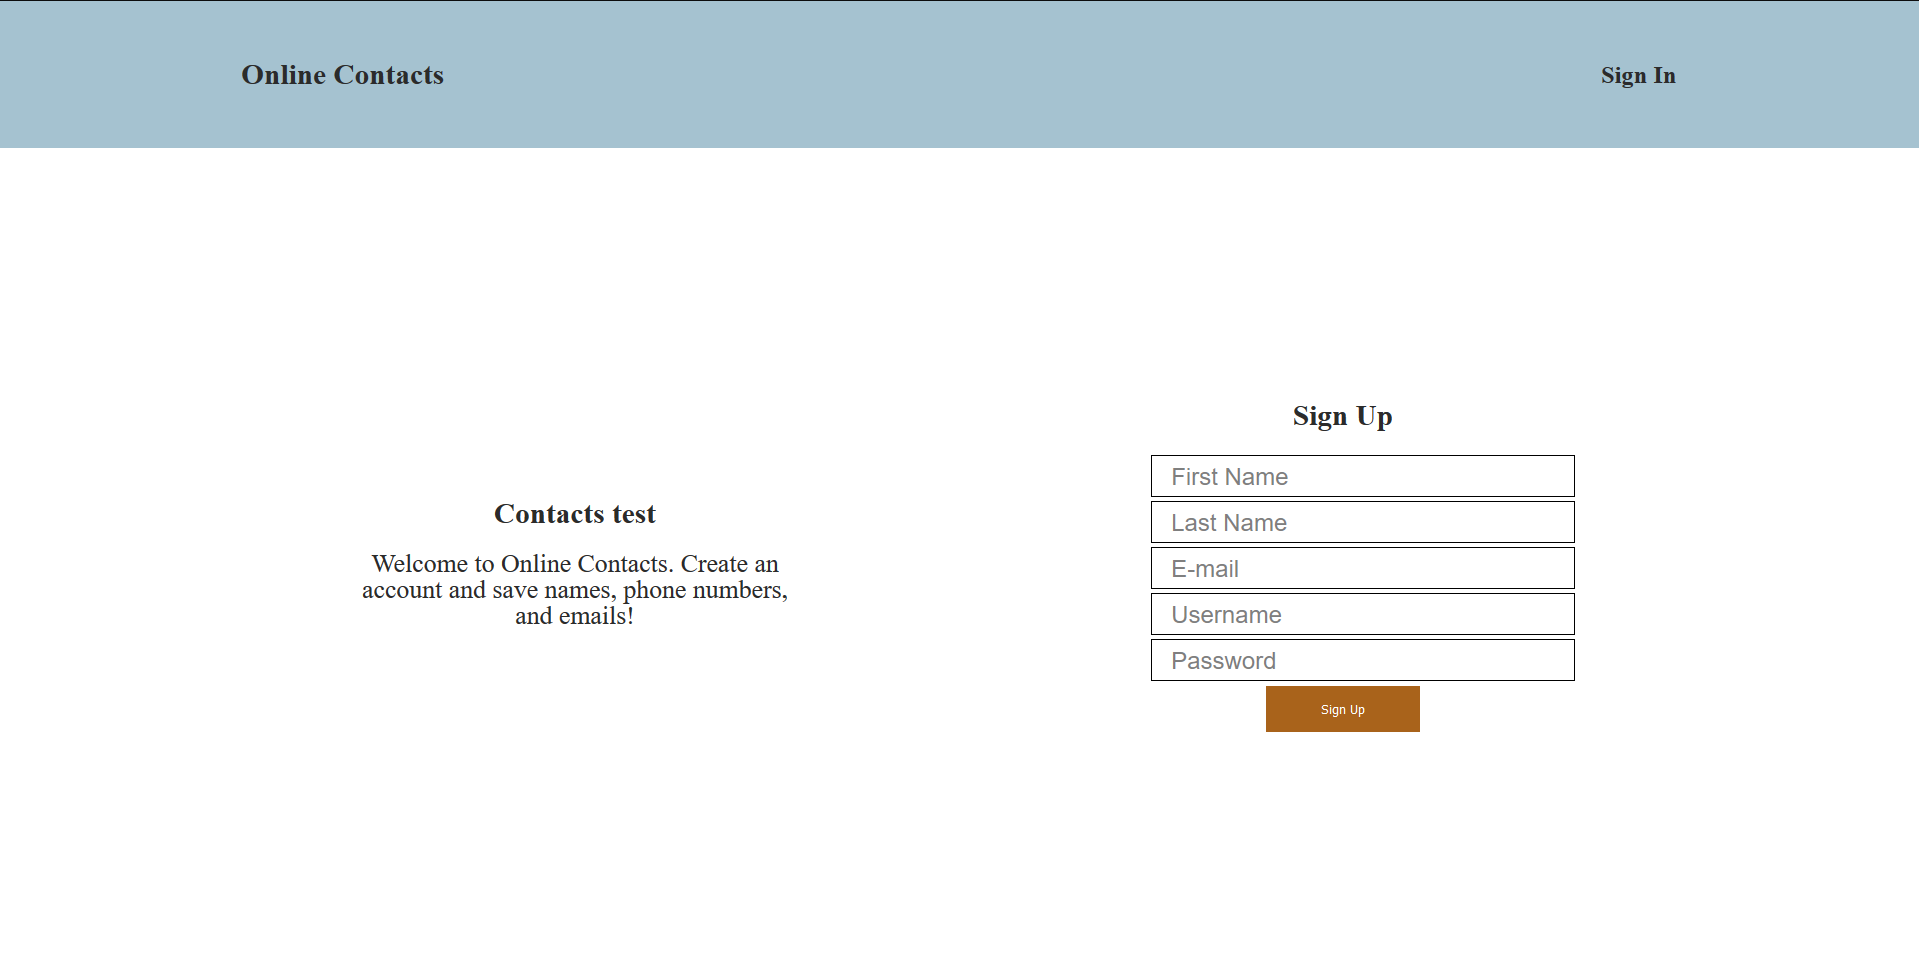 Online Contacts
Sign In
Contacts test
Welcome to Online Contacts. Create an
account and save names, phone numbers,
and emails!
Sign Up
First Name
Last Name
E-mail
Username
Password
Sign Up